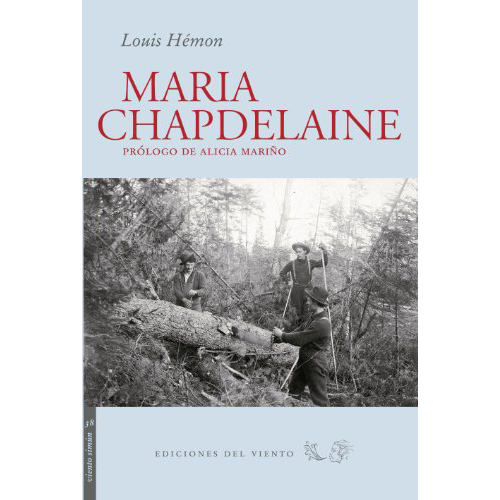 Louis Hémon
MARIA
CHAPDELAINE
PRÓLOGO DE ALICIA MARIÑO
EDICIONES DEL VIENTO
viento simún 38